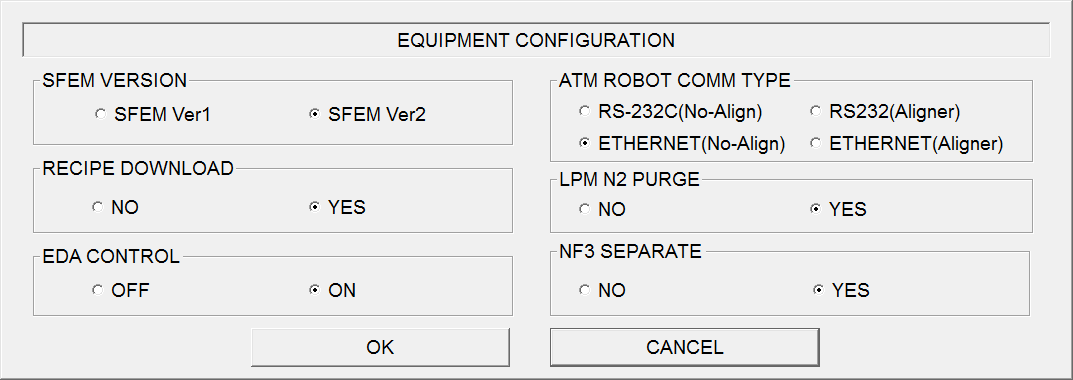 EQUIPMENT CONFIGURATION
SFEM VERSION
SFEM Ver1 SFEM Ver2
RECIPE DOWNLOAD
NO YES
EDA CONTROL
OFF ON
ATM ROBOT COMM TYPE
RS-232C(No-Align) RS232(Aligner)
ETHERNET(No-Align) ETHERNET(Aligner)
LPM N2 PURGE
NO YES
NF3 SEPARATE
NO YES
OK CANCEL